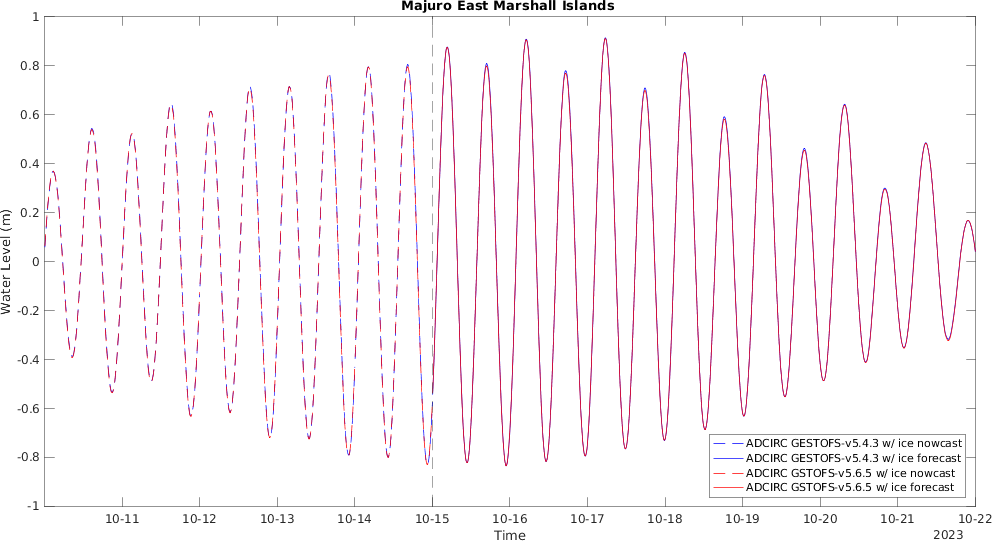 Majuro East Marshall Islands
1
0.8
0.6
0.4
0.2
0
-0.2
-0.4
-0.6
-0.8
-1
Water Level (m)
10-11 10-12 10-13 10-14 10-15 10-16 10-17 10-18 10-19 10-20 10-21 10-22
Time
2023
ADCIRC GESTOFS-v5.4.3 w/ ice nowcast
ADCIRC GESTOFS-v5.4.3 w/ ice forecast
ADCIRC GSTOFS-v5.6.5 w/ ice nowcast
ADCIRC GSTOFS-v5.6.5 w/ ice forecast